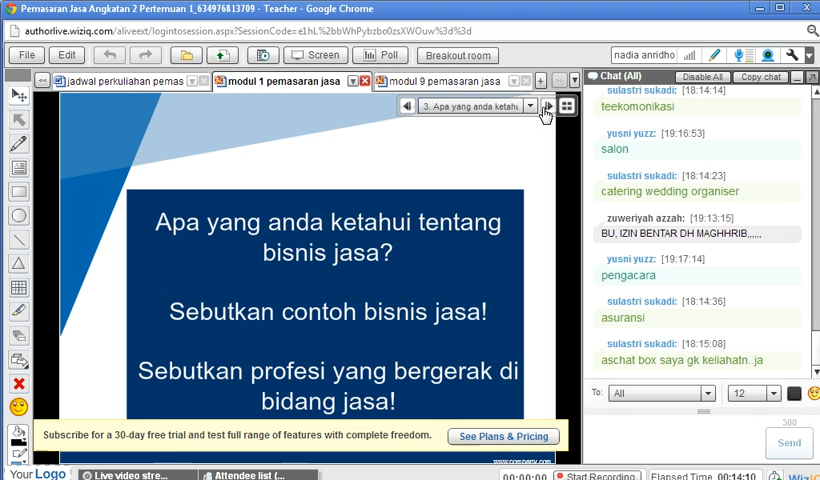 Pemasaran Jasa Angkatan 2 Pertemuan 1_634976813709 - Teacher - Google Chrome
authorlive.wiziq.com/aliveext/logintosession.aspx?SessionCode=e1hL%2bbWhPybzbo0zsXWOuw%3d%3d
File Edit Screen Poll Breakout room nadia anridho
jadwal perkuliahan pemas modul 1 pemasaran jasa modul 9 pemasaran jasa
3. Apa yang anda ketahu
Apa yang anda ketahui tentang
bisnis jasa?
Sebutkan contoh bisnis jasa!
Sebutkan profesi yang bergerak di
bidang jasa!
www.company.com
Subscribe for a 30-day free trial and test full range of features with complete freedom. See Plans & Pricing
Chat (All) Disable All Copy chat
sulastri sukadi: [18:14:14]
teekomonikasi
yusni yuzz: [19:16:53]
salon
sulastri sukadi: [18:14:23]
catering wedding organiser
zuweriyah azzah: [19:13:15]
BU, IZIN BENTAR DH MAGHHRIB,,,,,,
yusni yuzz: [19:17:14]
pengacara
sulastri sukadi: [18:14:36]
asuransi
sulastri sukadi: [18:15:08]
aschat box saya gk keliahatn..ja
To: All 12
300
Send
Your Logo Live video stre... Attendee list (... 00:00:00 Start Recording Elapsed Time: 00:14:10